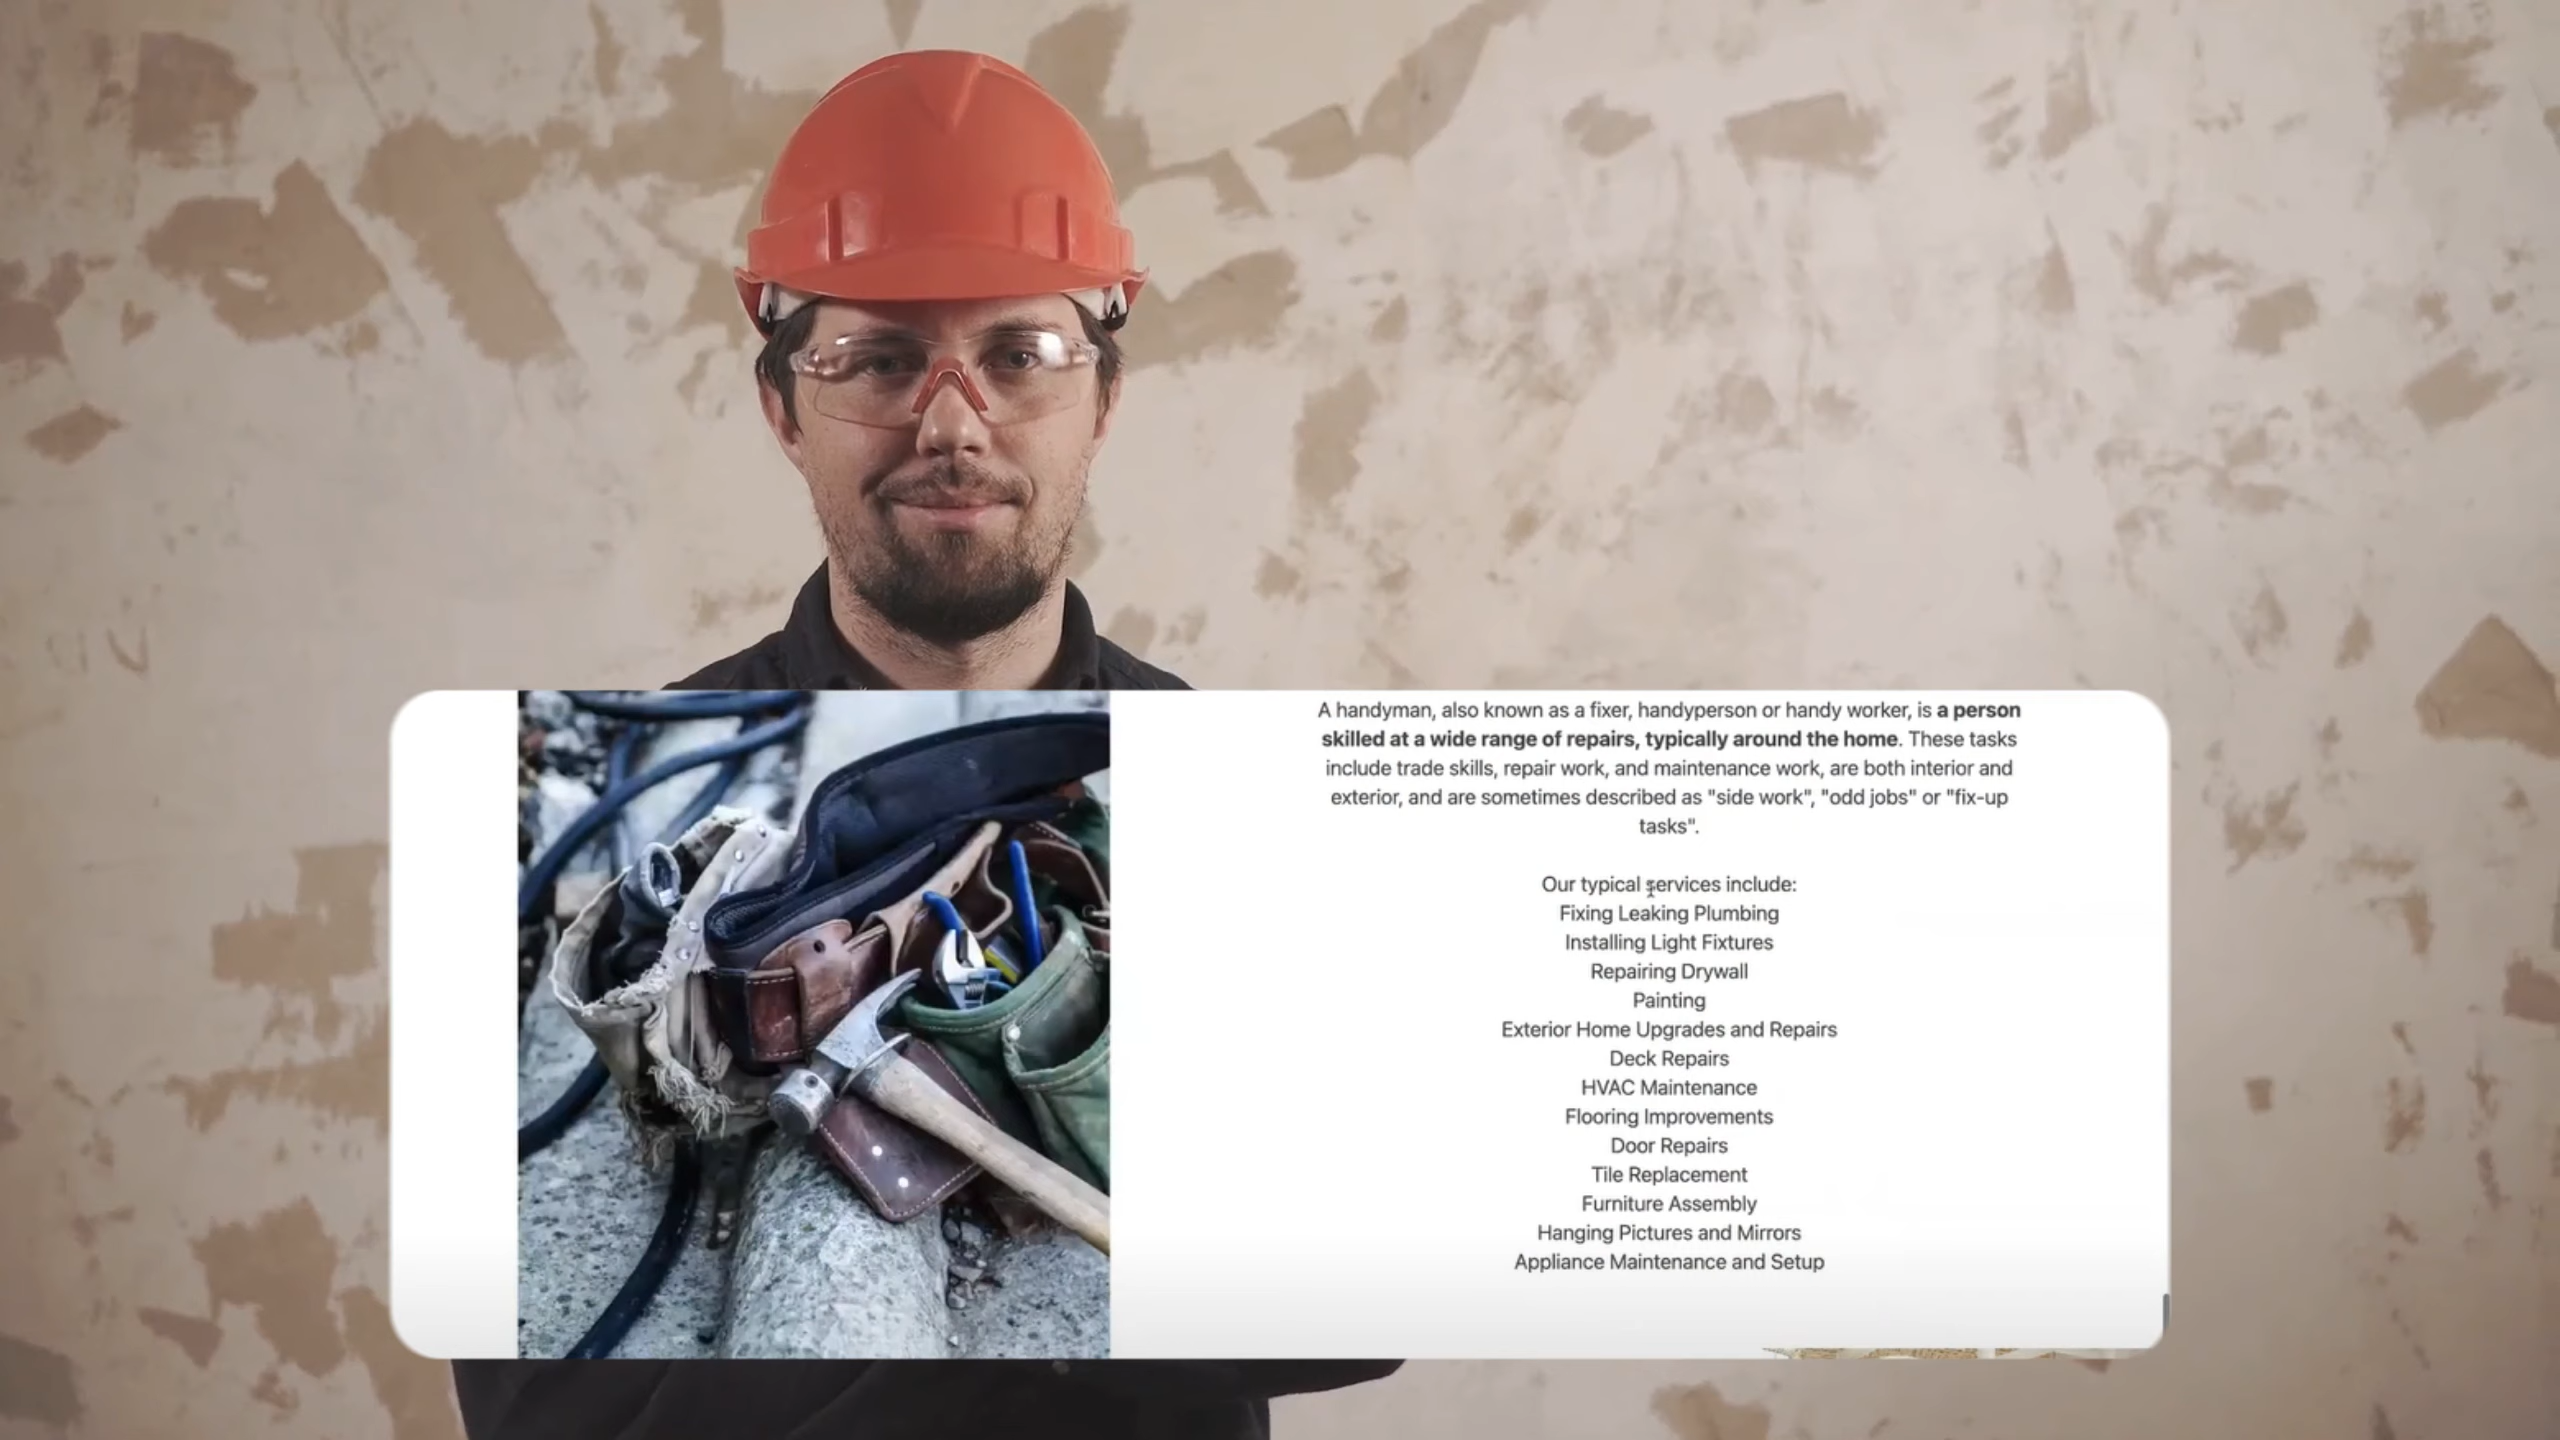 A handyman, also known as a fixer, handyperson or handy worker, is a person
skilled at a wide range of repairs, typically around the home. These tasks
include trade skills, repair work, and maintenance work, are both interior and
exterior, and are sometimes described as "side work", "odd jobs" or "fix-up
tasks".
Our typical services include:
Fixing Leaking Plumbing
Installing Light Fixtures
Repairing Drywall
Painting
Exterior Home Upgrades and Repairs
Deck Repairs
HVAC Maintenance
Flooring Improvements
Door Repairs
Tile Replacement
Furniture Assembly
Hanging Pictures and Mirrors
Appliance Maintenance and Setup